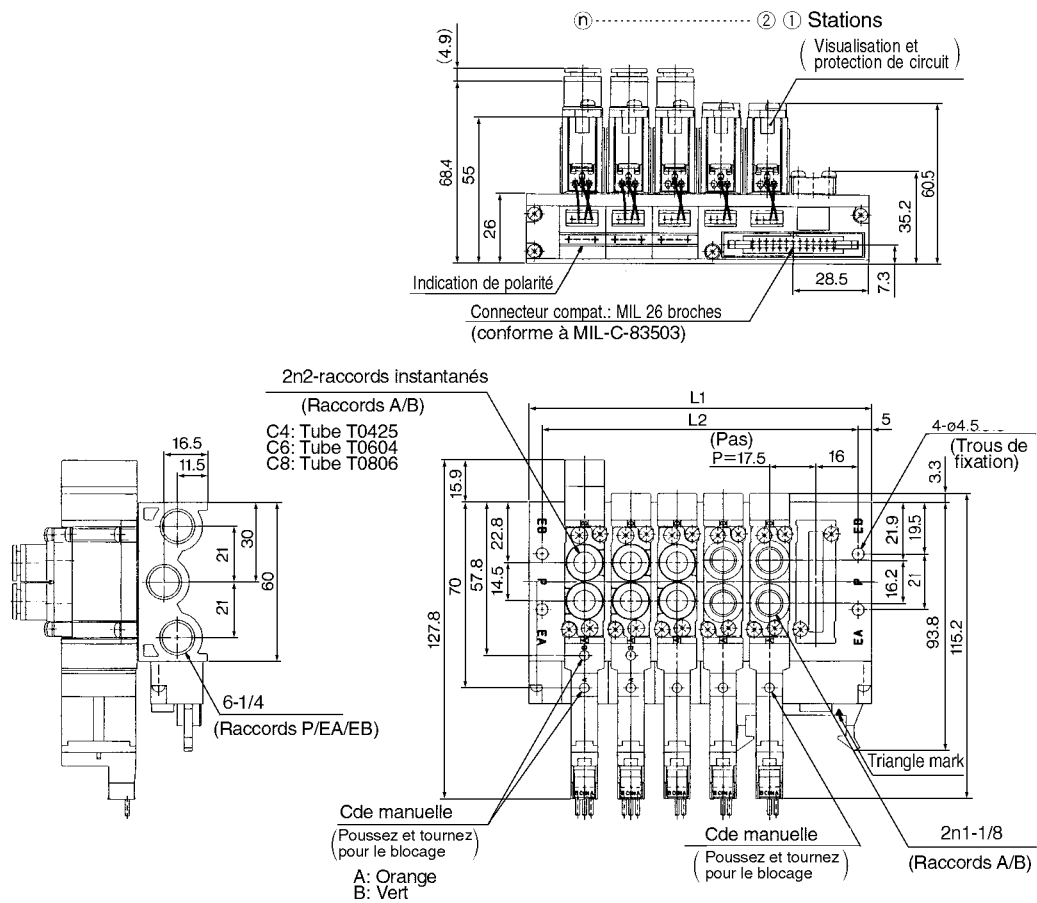 n ② ① Stations
(Visualisation et
protection de circuit)
(4.9)
68.4
55
26
60.5
35.2
7.3
28.5
Indication de polarité
Connecteur compat.: MIL 26 broches
(conforme à MIL-C-83503)
2n2-raccords instantanés
(Raccords A/B)
C4: Tube T0425
C6: Tube T0604
C8: Tube T0806
L1
L2
5
(Pas)
P=17.5
16
4-ø4.5
(Trous de
fixation)
3.3
16.5
11.5
21
21
30
60
6-1/4
(Raccords P/EA/EB)
15.9
127.8
70
57.8
22.8
14.5
EB
P
EA
EB
P
EA
21.9
19.5
16.2
21
93.8
115.2
Triangle mark
Cde manuelle
(Poussez et tournez
pour le blocage)
A: Orange
B: Vert
Cde manuelle
(Poussez et tournez
pour le blocage)
2n1-1/8
(Raccords A/B)